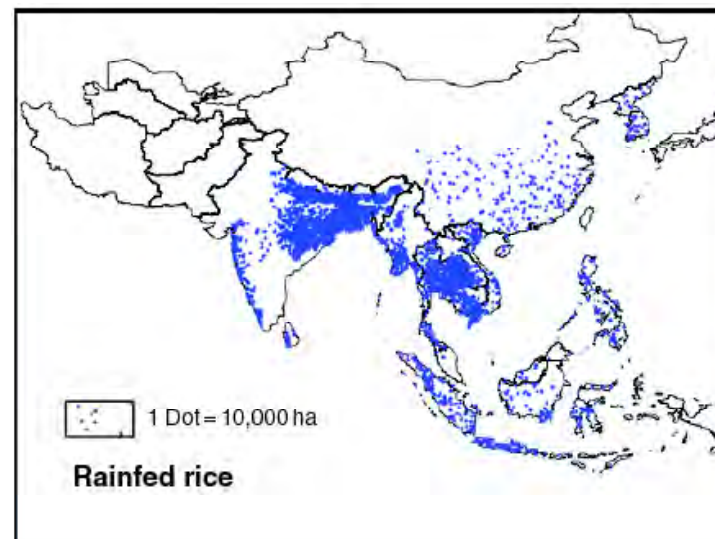 1 Dot = 10,000 ha
Rainfed rice